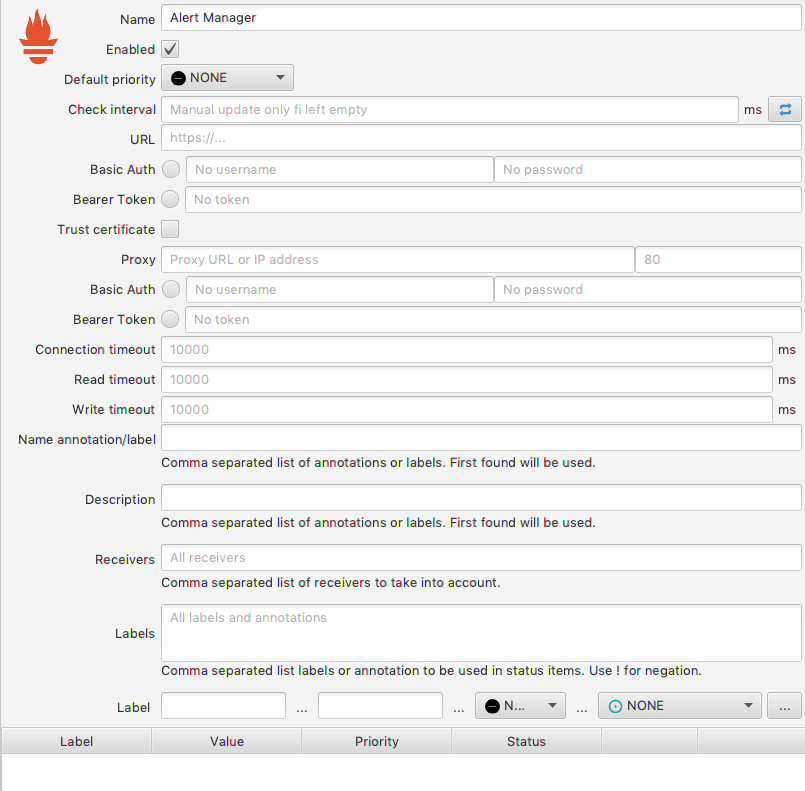 Name Alert Manager
Enabled
Default priority NONE
Check interval Manual update only fi left empty ms
URL https://...
Basic Auth No username No password
Bearer Token No token
Trust certificate
Proxy Proxy URL or IP address 80
Basic Auth No username No password
Bearer Token No token
Connection timeout 10000 ms
Read timeout 10000 ms
Write timeout 10000 ms
Name annotation/label
Comma separated list of annotations or labels. First found will be used.
Description
Comma separated list of annotations or labels. First found will be used.
Receivers All receivers
Comma separated list of receivers to take into account.
Labels All labels and annotations
Comma separated list labels or annotation to be used in status items. Use ! for negation.
Label ... ... N... ... NONE ...
Label Value Priority Status